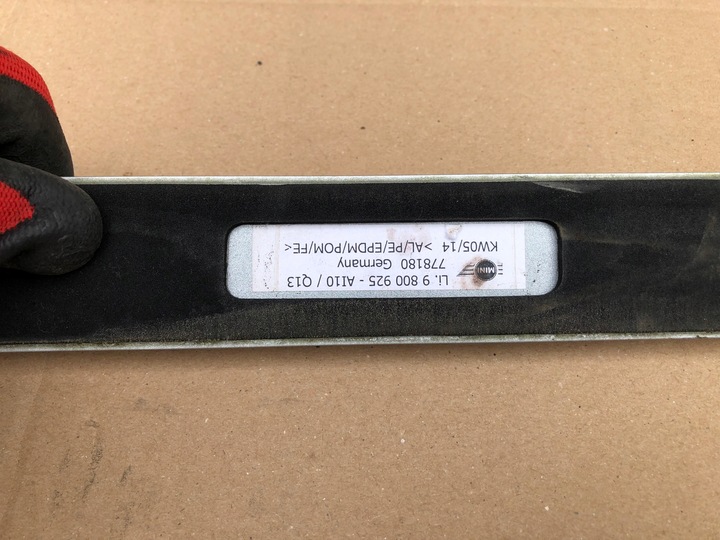 Li. 9 800 925 - AI10 / Q13
MINI
778180 Germany
KW05/14 >AL/PE/EPDM/POM/FE<